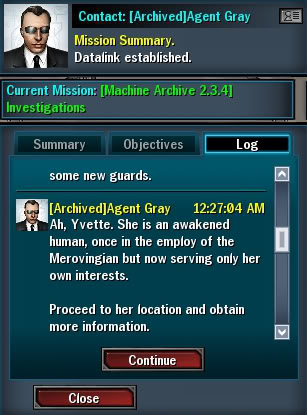 Contact: [Archived]Agent Gray
Mission Summary.
Datalink established.
Current Mission: [Machine Archive 2.3.4]
Investigations
Summary
Objectives
Log
some new guards.
[Archived]Agent Gray 12:27:04 AM
Ah, Yvette. She is an awakened
human, once in the employ of the
Merovingian but now serving only her
own interests.
Proceed to her location and obtain
more information.
Continue
Close